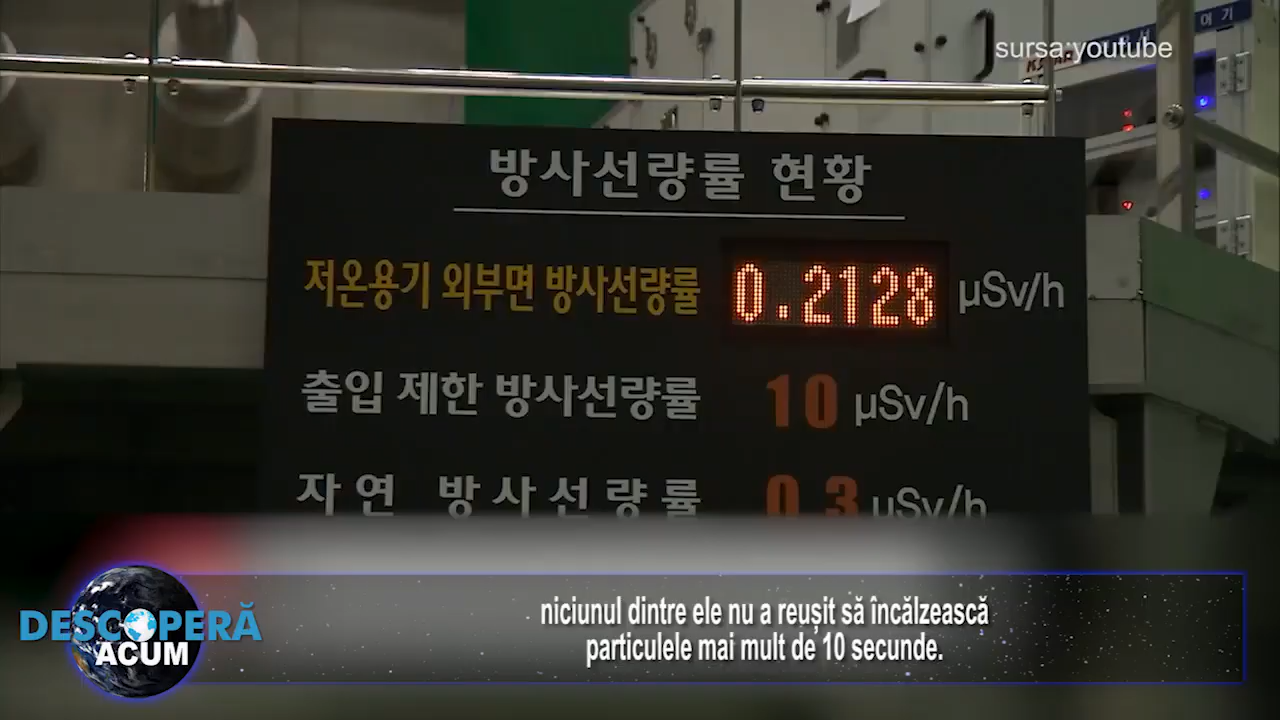 sursa:youtube
방사선량률 현황
저온용기 외부면 방사선량률 0.2128 µSv/h
출입 제한 방사선량률 10 µSv/h
자연 방사선량률 0.3 µSv/h
DESCOPERĂ
ACUM
niciunul dintre ele nu a reușit să încălzească
particulele mai mult de 10 secunde.